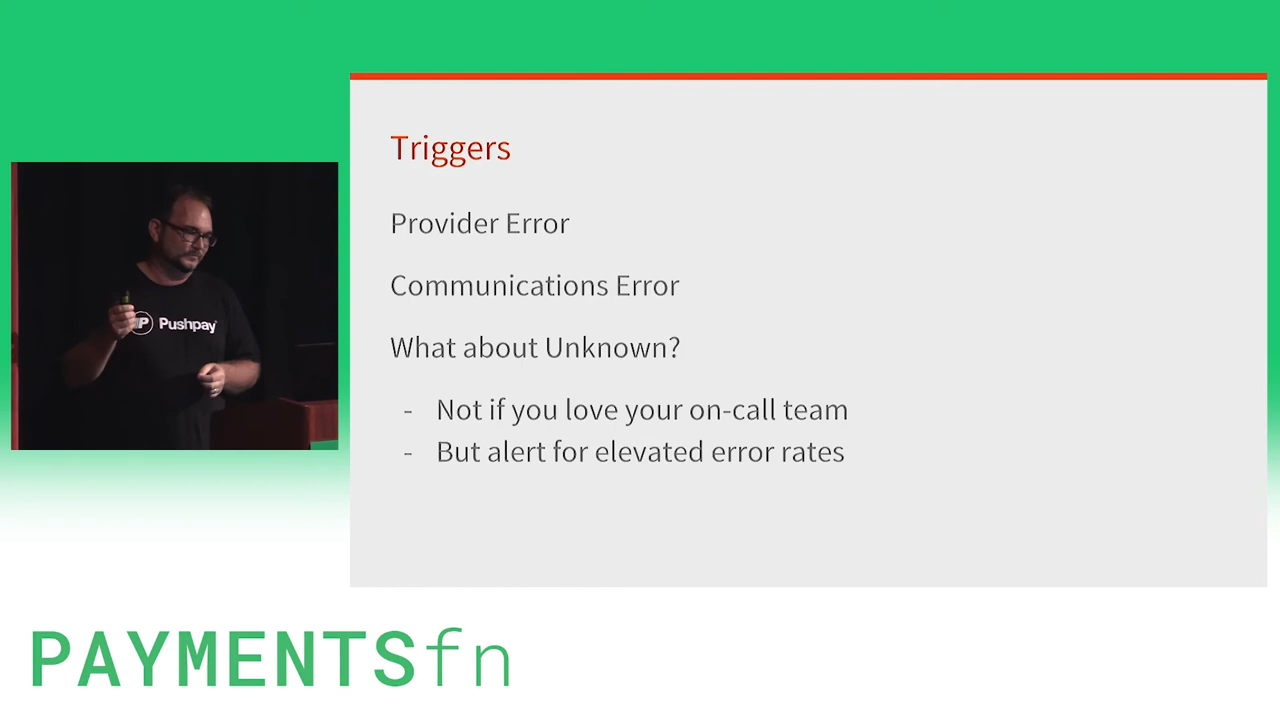 Triggers
Provider Error
Communications Error
What about Unknown?
- Not if you love your on-call team
- But alert for elevated error rates
Pushpay
PAYMENTSfn